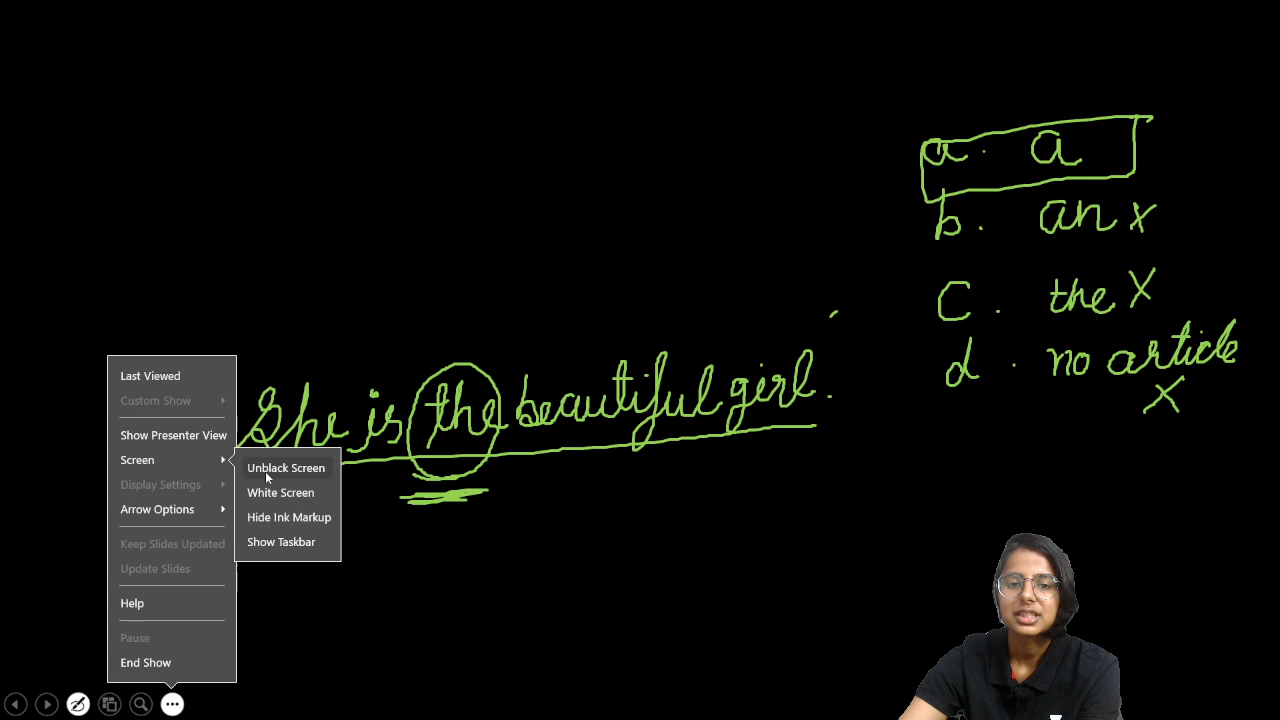 a. a
b. an x
C. the X
d. no article
X
She is the beautiful girl.
Last Viewed
Custom Show
Show Presenter View
Screen
Display Settings
Arrow Options
Keep Slides Updated
Update Slides
Help
Pause
End Show
Unblack Screen
White Screen
Hide Ink Markup
Show Taskbar